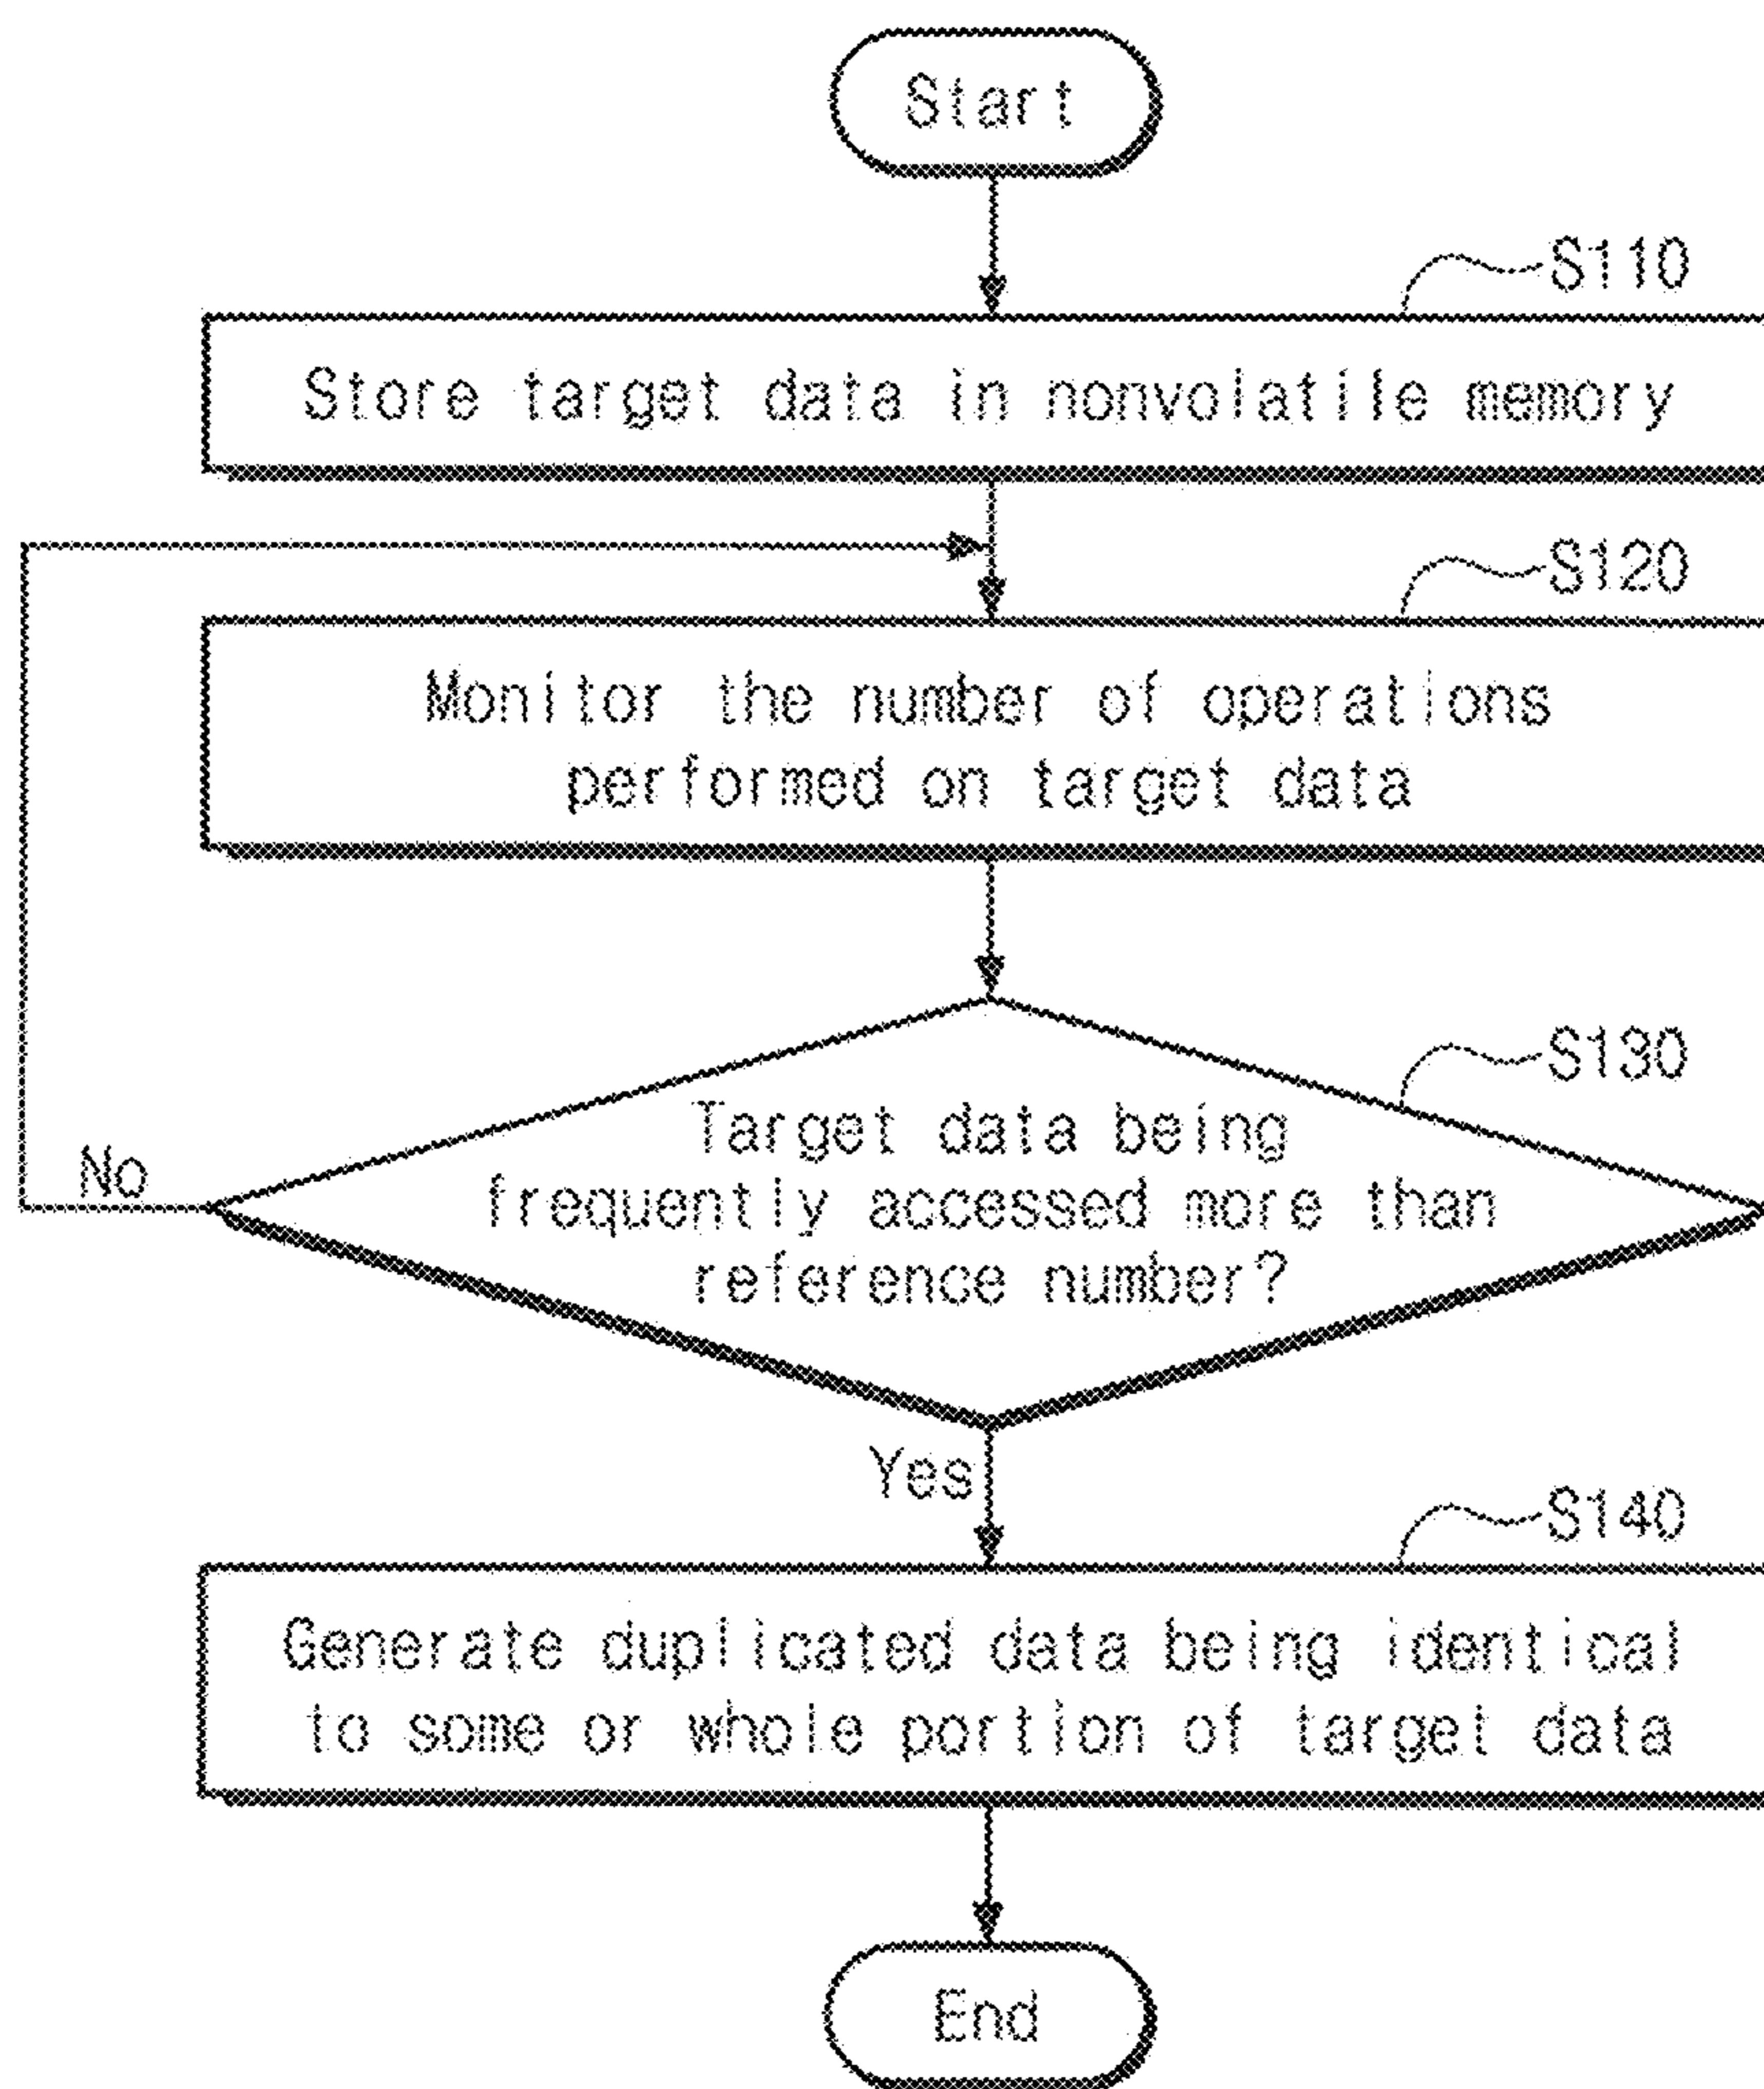 Start
S110
Store target data in nonvolatile memory
S120
Monitor the number of operations
performed on target data
S130
Target data being
frequently accessed more than
reference number?
No
Yes
S140
Generate duplicated data being identical
to some or whole portion of target data
End